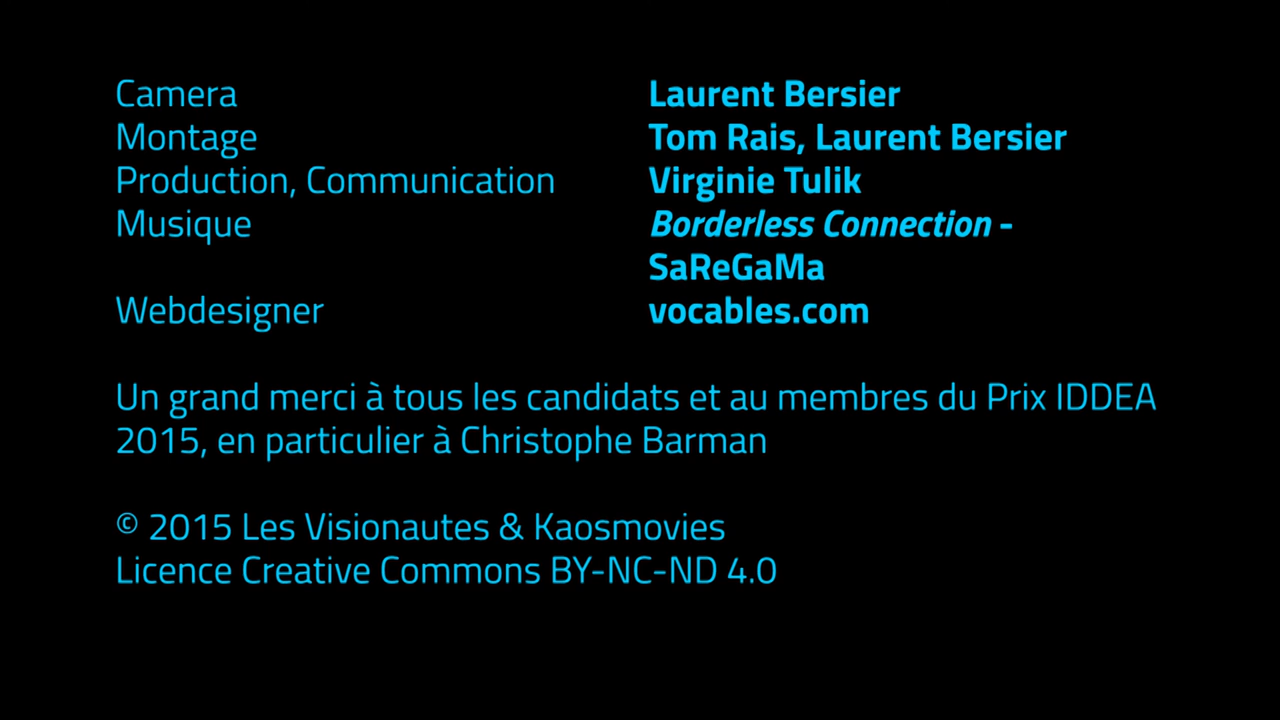 Camera Laurent Bersier
Montage Tom Rais, Laurent Bersier
Production, Communication Virginie Tulik
Musique Borderless Connection -
SaReGaMa
Webdesigner vocables.com
Un grand merci à tous les candidats et au membres du Prix IDDEA
2015, en particulier à Christophe Barman
© 2015 Les Visionautes & Kaosmovies
Licence Creative Commons BY-NC-ND 4.0